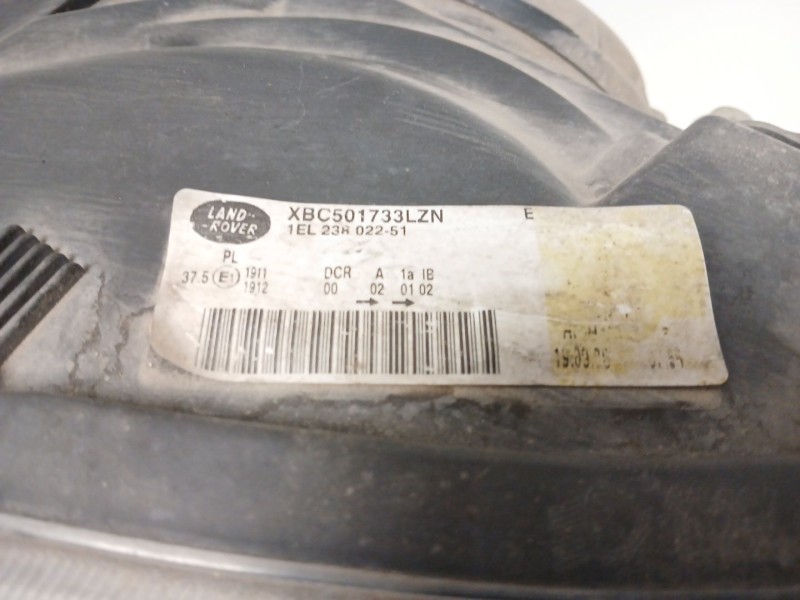 LAND-
-ROVER
XBC501733LZN E
1EL 238 022-51
PL
37.5 E1 1911 DCR A 1a IB
1912 00 02 01 02